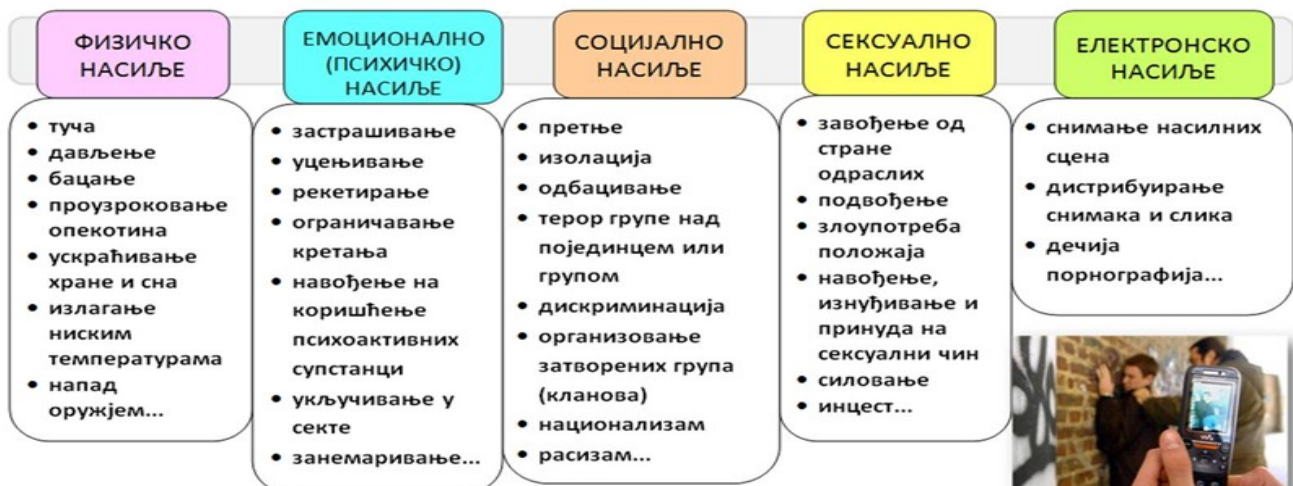 ФИЗИЧКО
НАСИЉЕ
туча
дављење
бацање
проузроковање
опекотина
ускраћивање
хране и сна
излагање
ниским
температурама
напад
оружјем...
ЕМОЦИОНАЛНО
(ПСИХИЧКО)
НАСИЉЕ
застрашивање
уцењивање
рекетирање
ограничавање
кретања
навођење на
коришћење
психоактивних
супстанци
укључивање у
секте
занемаривање...
СОЦИЈАЛНО
НАСИЉЕ
претње
изолација
одбацивање
терор групе над
појединцем или
групом
дискриминација
организовање
затворених група
(кланова)
национализам
расизам...
СЕКСУАЛНО
НАСИЉЕ
завођење од
стране
одраслих
подвођење
злоупотреба
положаја
навођење,
изнуђивање и
принуда на
сексуални чин
силовање
инцест...
ЕЛЕКТРОНСКО
НАСИЉЕ
снимање насилних
сцена
дистрибуирање
снимака и слика
дечија
порнографија...